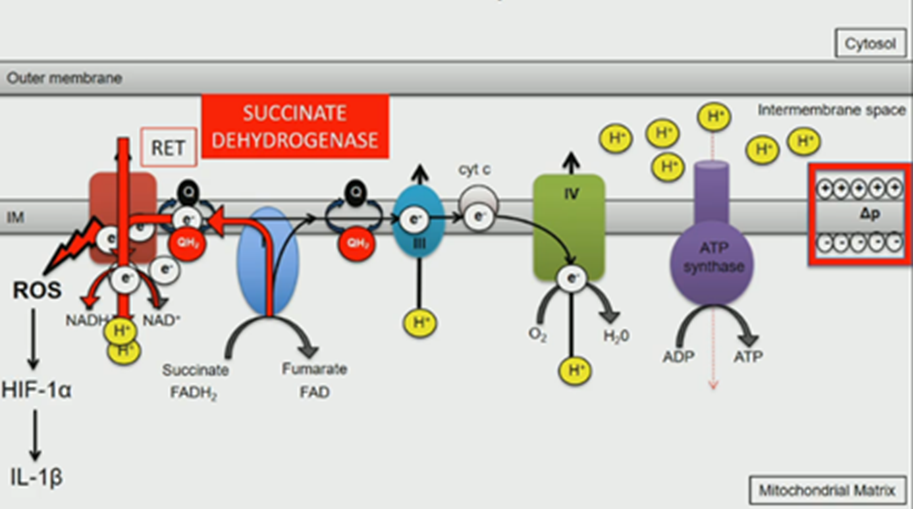 Cytosol
Outer membrane
SUCCINATE
DEHYDROGENASE
Intermembrane space
RET
H⁺
H⁺
H⁺
H⁺
H⁺
H⁺
cyt c
Q
Q
IV
IM
e⁻
e⁻
e⁻
e⁻
e⁻
QH₂
QH₂
III
+ + + + +
Δp
- - - - -
ATP
synthase
e⁻
e⁻
e⁻
ROS
NADH
NAD⁺
H⁺
H⁺
H⁺
O₂
H₂0
ADP
ATP
Succinate
FADH₂
Fumarate
FAD
H⁺
HIF-1α
IL-1β
Mitochondrial Matrix